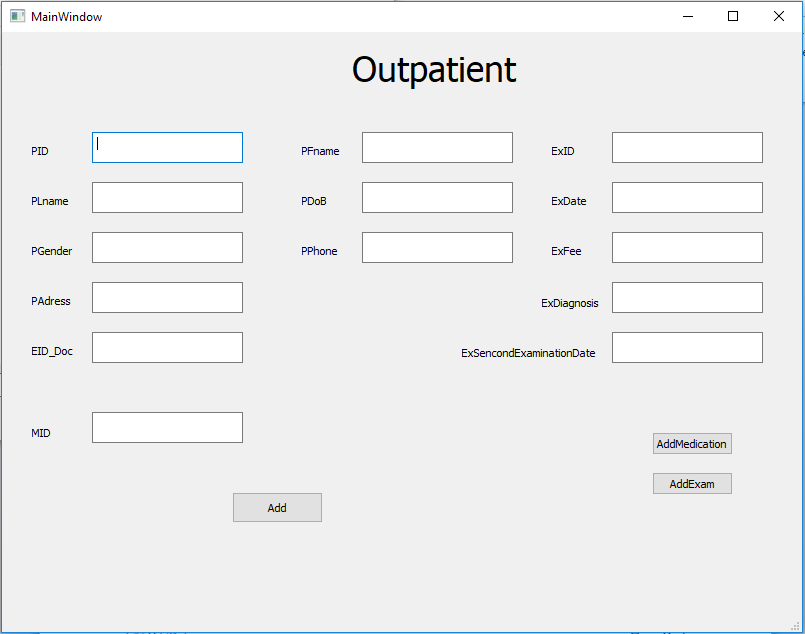 MainWindow
Outpatient
PID PFname ExID
PLname PDoB ExDate
PGender PPhone ExFee
PAdress ExDiagnosis
EID_Doc ExSencondExaminationDate
MID AddMedication
AddExam
Add